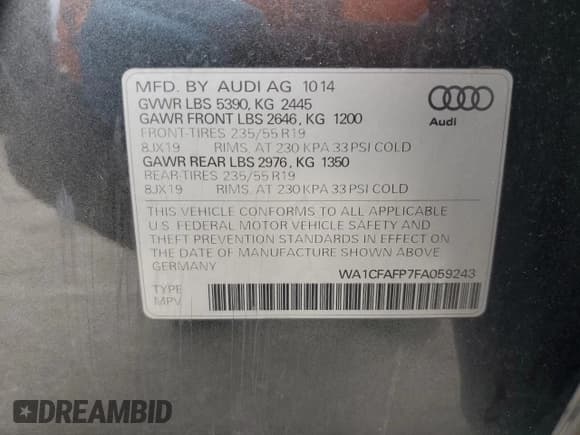 MFD. BY AUDI AG 10 14
GVWR LBS 5390, KG 2445
GAWR FRONT LBS 2646, KG 1200
FRONT-TIRES 235/55 R19
8JX19 RIMS, AT 230 KPA 33 PSI COLD
GAWR REAR LBS 2976, KG 1350
REAR-TIRES 235/55 R19
8JX19 RIMS, AT 230 KPA 33 PSI COLD
Audi
THIS VEHICLE CONFORMS TO ALL APPLICABLE
U.S. FEDERAL MOTOR VEHICLE SAFETY AND
THEFT PREVENTION STANDARDS IN EFFECT ON
THE DATE OF MANUFACTURE SHOWN ABOVE
GERMANY
WA1CFAFP7FA059243
TYPE
MPV
DREAMBID